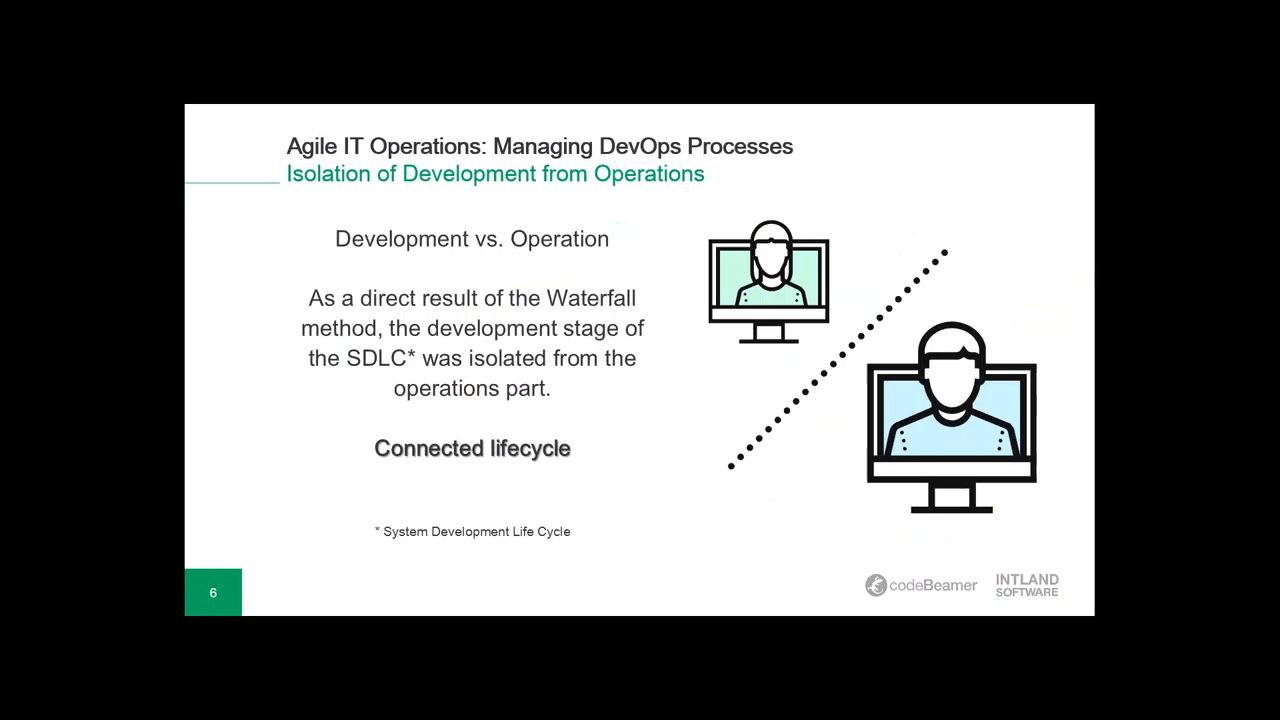 Agile IT Operations: Managing DevOps Processes
Isolation of Development from Operations
Development vs. Operation
As a direct result of the Waterfall
method, the development stage of
the SDLC* was isolated from the
operations part.
Connected lifecycle
* System Development Life Cycle
6
codeBeamer
INTLAND
SOFTWARE